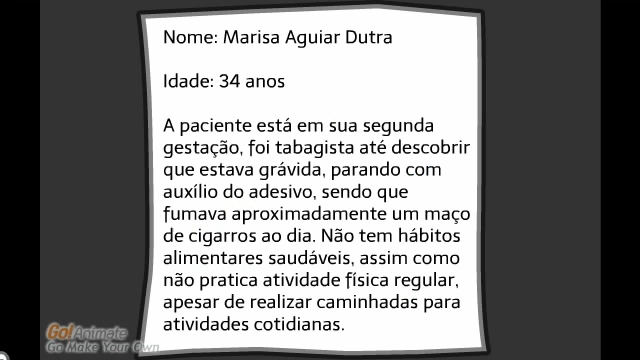 Nome: Marisa Aguiar Dutra
Idade: 34 anos
A paciente está em sua segunda
gestação, foi tabagista até descobrir
que estava grávida, parando com
auxílio do adesivo, sendo que
fumava aproximadamente um maço
de cigarros ao dia. Não tem hábitos
alimentares saudáveis, assim como
não pratica atividade física regular,
apesar de realizar caminhadas para
atividades cotidianas.
Go!Animate
Go Make Your Own